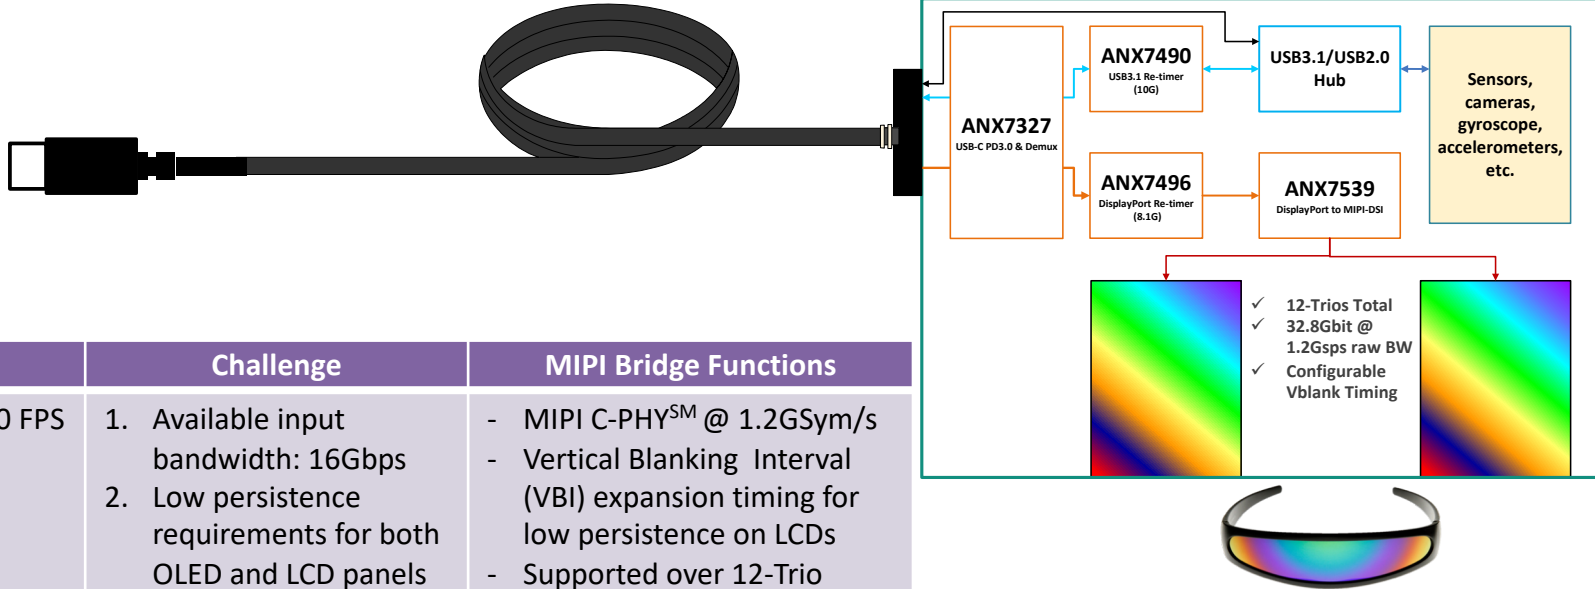 ANX7327
USB-C PD3.0 & Demux
ANX7490
USB3.1 Re-timer
(10G)
USB3.1/USB2.0
Hub
Sensors,
cameras,
gyroscope,
accelerometers,
etc.
ANX7496
DisplayPort Re-timer
(8.1G)
ANX7539
DisplayPort to MIPI-DSI
✓ 12-Trios Total
✓ 32.8Gbit @
1.2Gsps raw BW
✓ Configurable
Vblank Timing
Challenge
MIPI Bridge Functions
0 FPS
1. Available input
bandwidth: 16Gbps
2. Low persistence
requirements for both
OLED and LCD panels
- MIPI C-PHY℠ @ 1.2GSym/s
- Vertical Blanking Interval
(VBI) expansion timing for
low persistence on LCDs
- Supported over 12-Trio